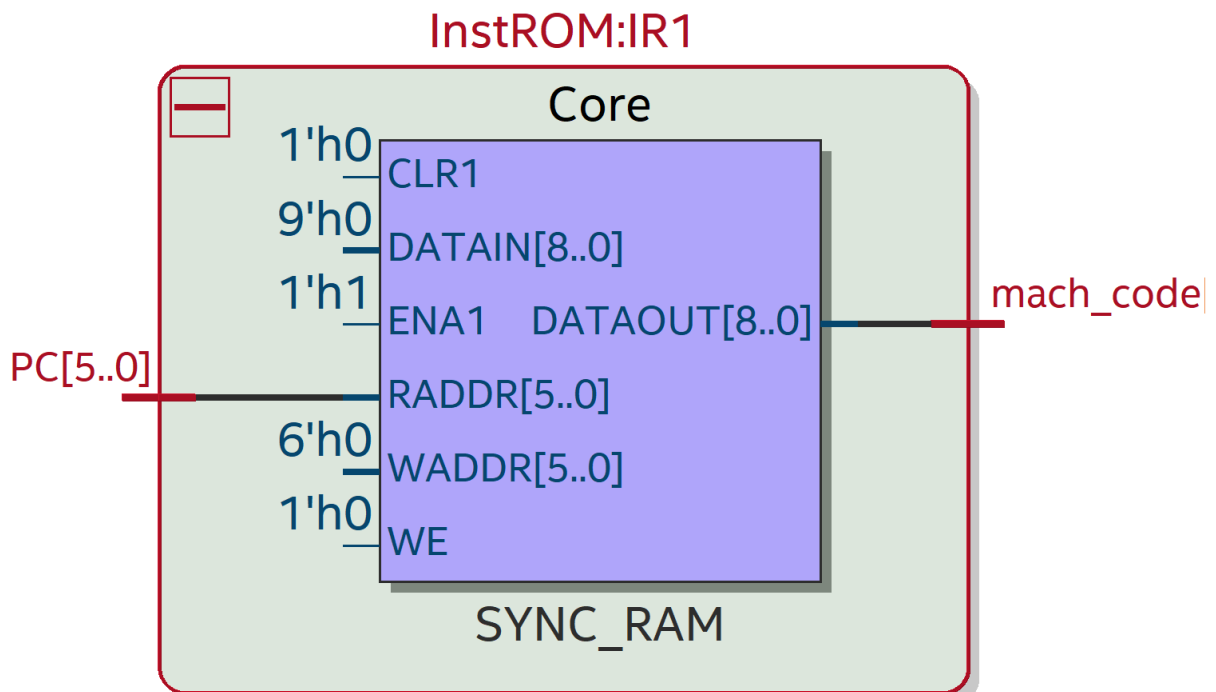 InstROM:IR1
Core
1'h0
CLR1
9'h0
DATAIN[8..0]
1'h1
ENA1 DATAOUT[8..0]
mach_code
PC[5..0]
RADDR[5..0]
6'h0
WADDR[5..0]
1'h0
WE
SYNC_RAM